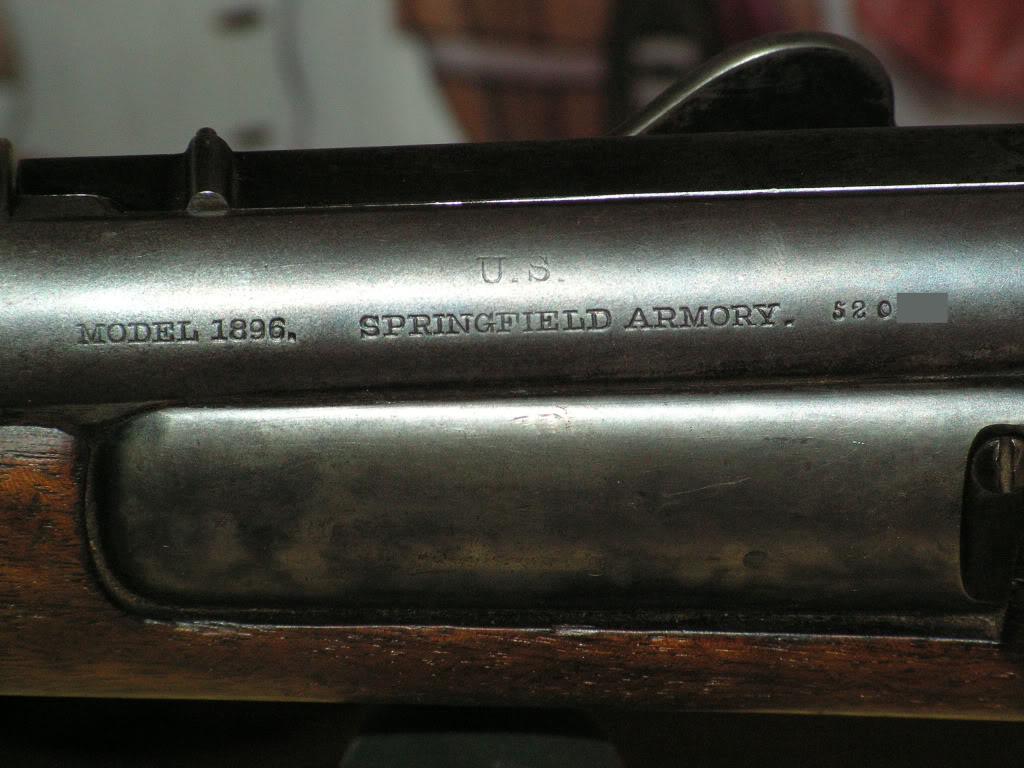 U.S.
MODEL 1896. SPRINGFIELD ARMORY. 520